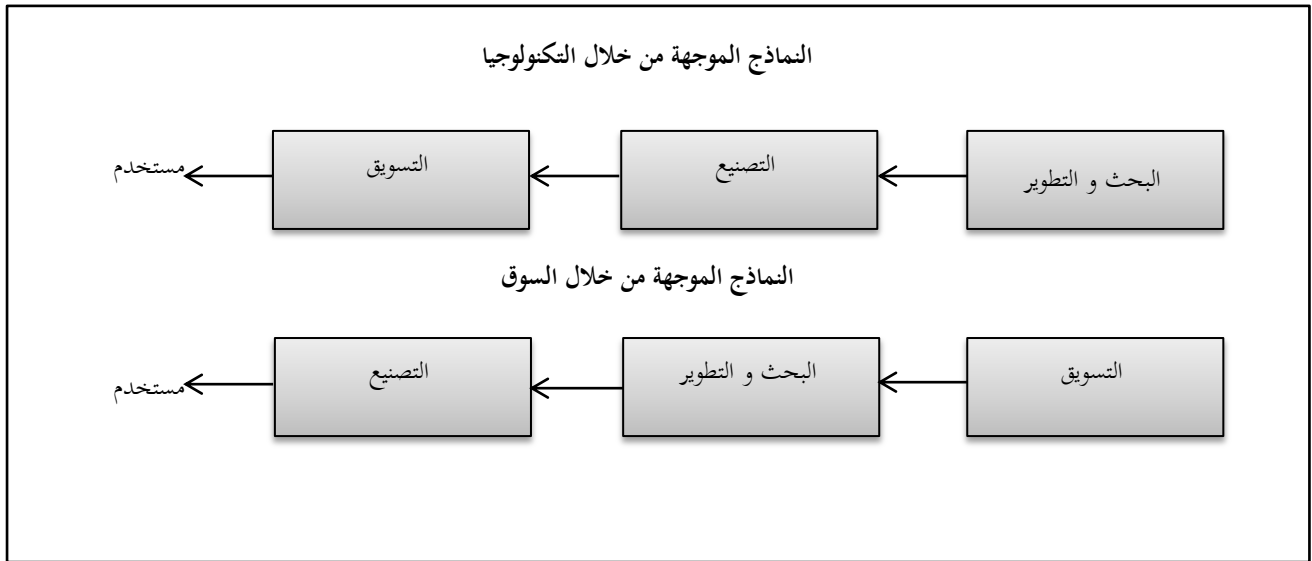 النماذج الموجهة من خلال التكنولوجيا
البحث و التطوير
التصنيع
التسويق
مستخدم
النماذج الموجهة من خلال السوق
التسويق
البحث و التطوير
التصنيع
مستخدم